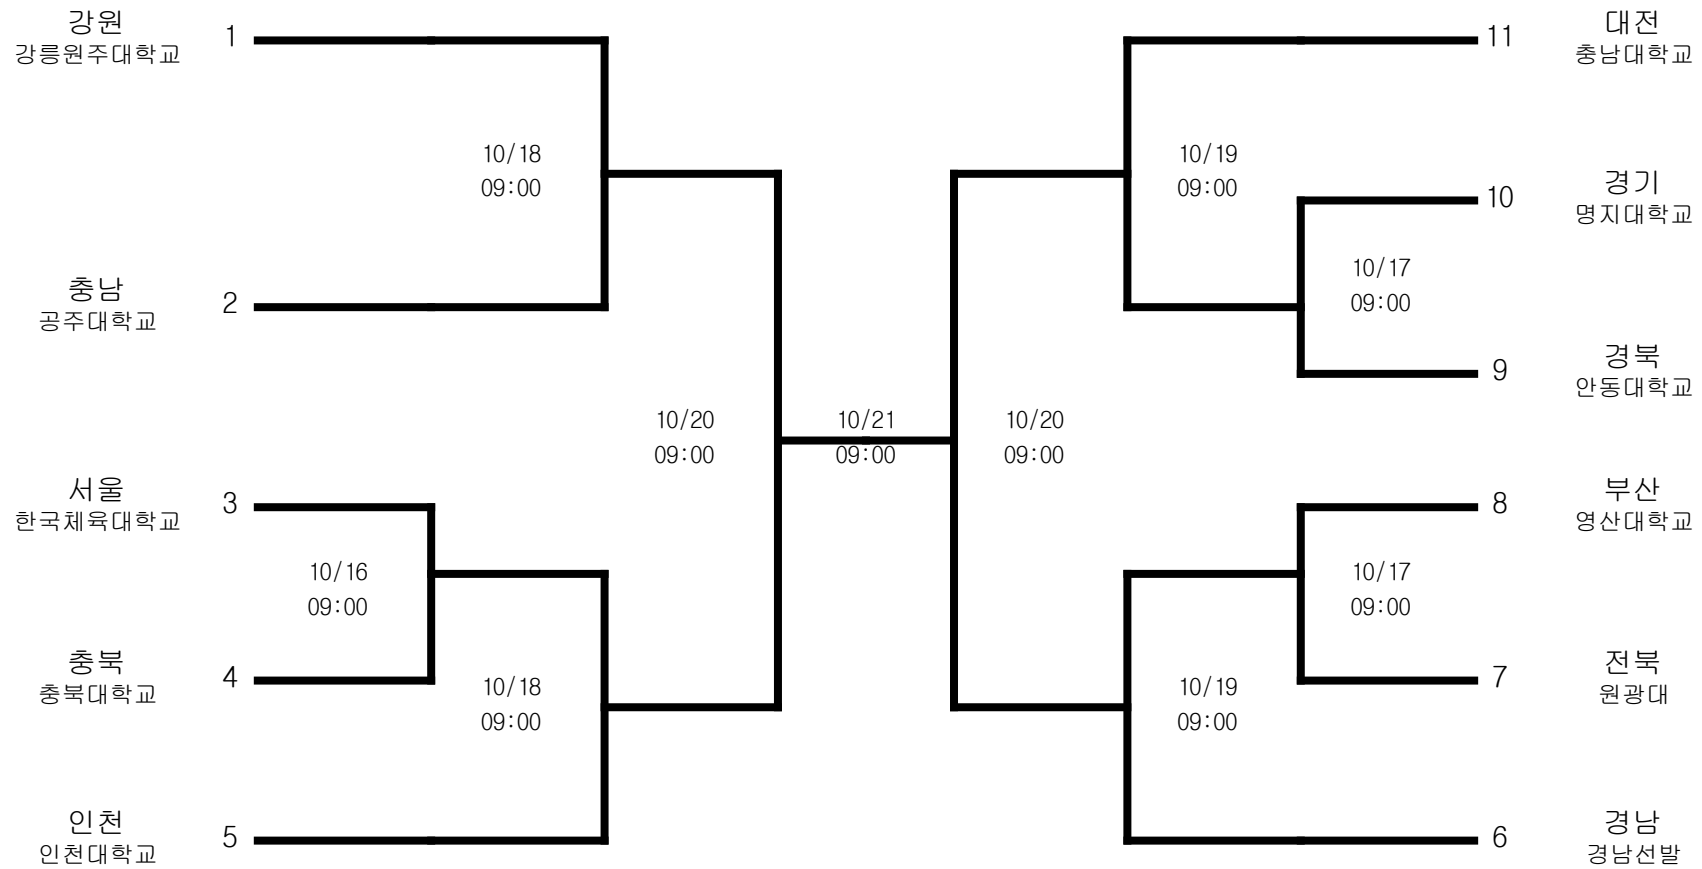 강원
강릉원주대학교
1
10/18
09:00
충남
공주대학교
2
10/20
09:00
서울
한국체육대학교
3
10/16
09:00
충북
충북대학교
4
10/18
09:00
인천
인천대학교
5
10/21
09:00
11
대전
충남대학교
10/19
09:00
10
경기
명지대학교
10/17
09:00
9
경북
안동대학교
10/20
09:00
8
부산
영산대학교
10/17
09:00
7
전북
원광대
10/19
09:00
6
경남
경남선발